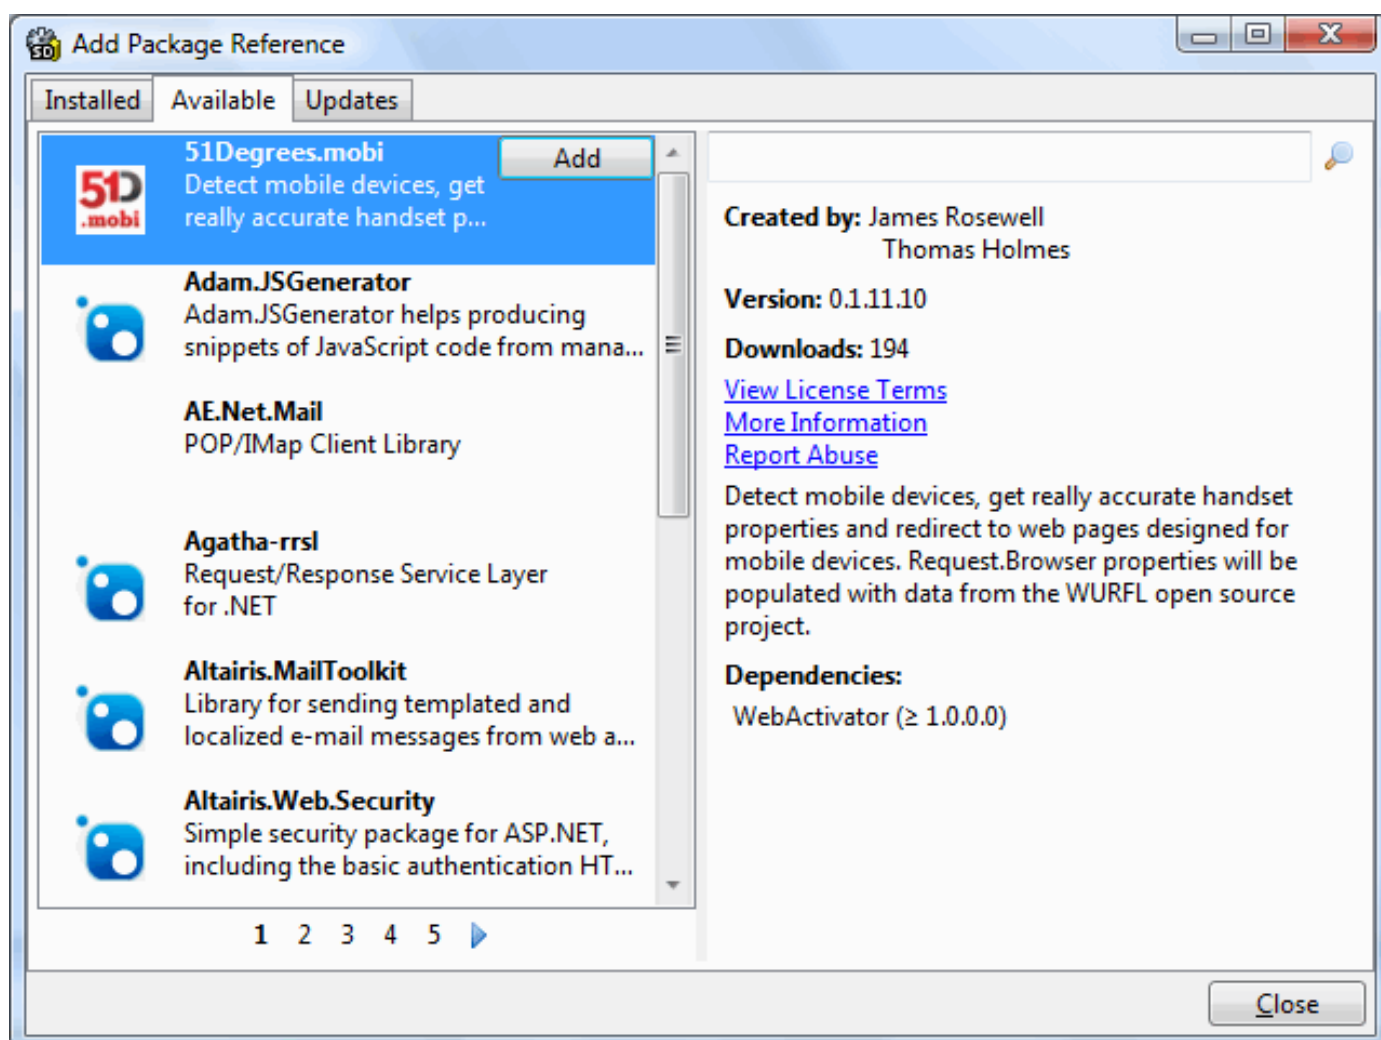 Add Package Reference
Installed
Available
Updates
51Degrees.mobi
Add
Detect mobile devices, get
really accurate handset p...
51D
.mobi
Adam.JSGenerator
Adam.JSGenerator helps producing
snippets of JavaScript code from mana...
AE.Net.Mail
POP/IMap Client Library
Agatha-rrsl
Request/Response Service Layer
for .NET
Altairis.MailToolkit
Library for sending templated and
localized e-mail messages from web a...
Altairis.Web.Security
Simple security package for ASP.NET,
including the basic authentication HT...
1 2 3 4 5
Created by: James Rosewell
Thomas Holmes
Version: 0.1.11.10
Downloads: 194
View License Terms
More Information
Report Abuse
Detect mobile devices, get really accurate handset
properties and redirect to web pages designed for
mobile devices. Request.Browser properties will be
populated with data from the WURFL open source
project.
Dependencies:
WebActivator (≥ 1.0.0.0)
Close